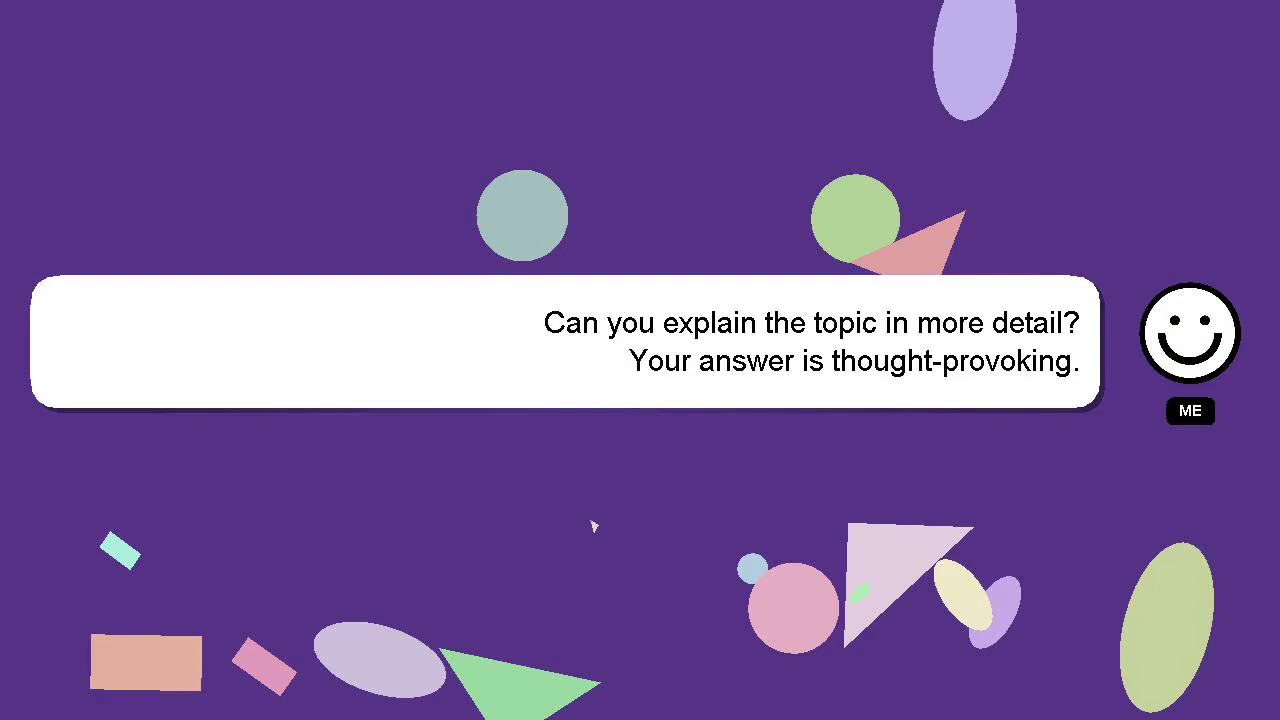 Can you explain the topic in more detail?
Your answer is thought-provoking.
ME